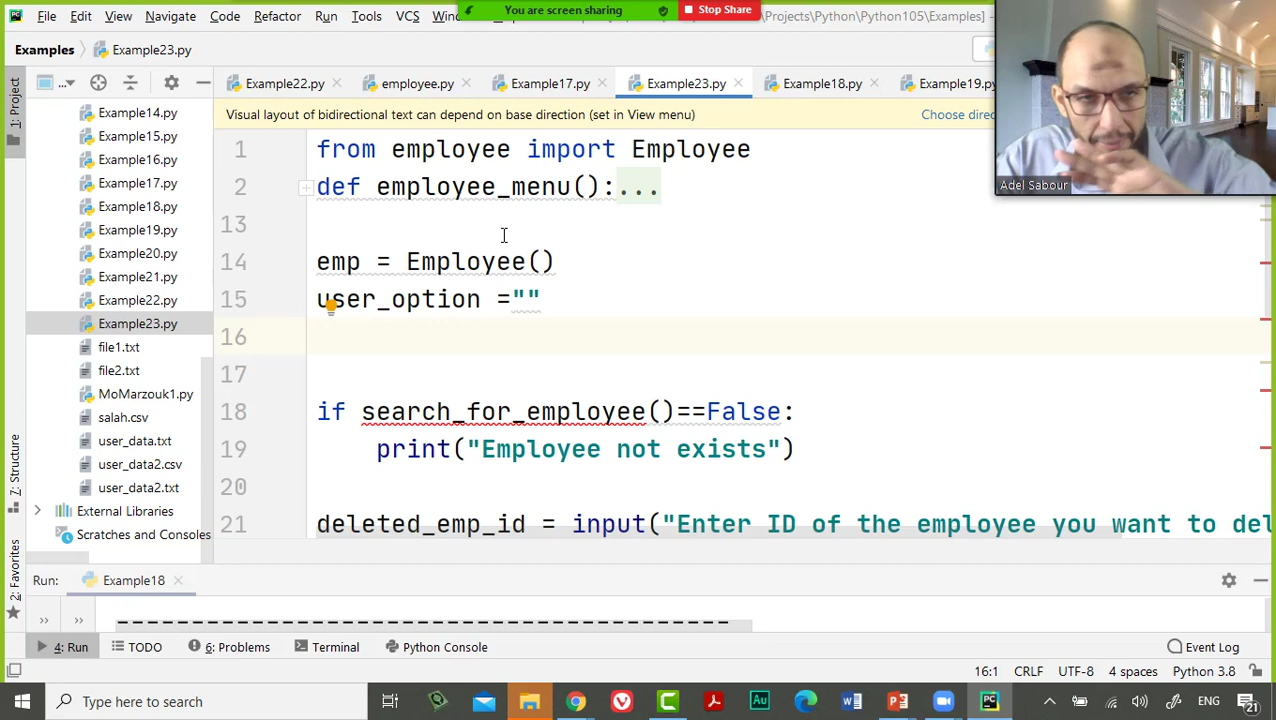 File Edit View Navigate Code Refactor Run Tools VCS
You are screen sharing
Stop Share
\Projects\Python\Python105\Examples] -
Examples
Example23.py
1: Project
...
Example22.py
employee.py
Example17.py
Example23.py
Example18.py
Example19.py
Visual layout of bidirectional text can depend on base direction (set in View menu)
Adel Sabour
Example14.py
Example15.py
Example16.py
Example17.py
Example18.py
Example19.py
Example20.py
Example21.py
Example22.py
Example23.py
file1.txt
file2.txt
MoMarzouk1.py
salah.csv
user_data.txt
user_data2.csv
user_data2.txt
External Libraries
Scratches and Consoles
1 from employee import Employee
2 def employee_menu():...
13
14 emp = Employee()
15 user_option =""
16
17
18 if search_for_employee()==False:
19 print("Employee not exists")
20
21 deleted_emp_id = input("Enter ID of the employee you want to del
7: Structure
2: Favorites
Run:
Example18
-----------------------------------------
4: Run
TODO
6: Problems
Terminal
Python Console
Event Log
16:1 CRLF UTF-8 4 spaces Python 3.8
Type here to search
ENG
21